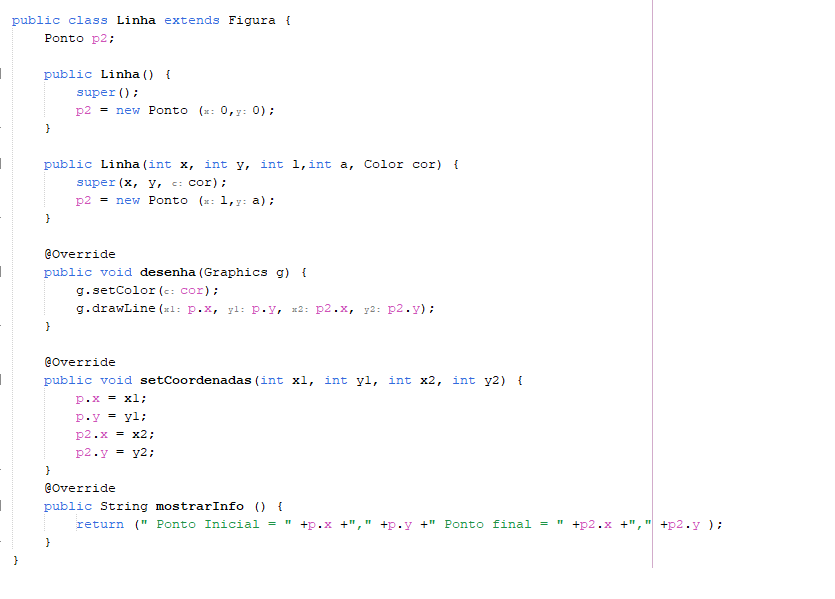 public class Linha extends Figura {
    Ponto p2;

    public Linha() {
        super();
        p2 = new Ponto (x: 0,y: 0);
    }

    public Linha(int x, int y, int l,int a, Color cor) {
        super(x, y, c: cor);
        p2 = new Ponto (x: l,y: a);
    }

    @Override
    public void desenha(Graphics g) {
        g.setColor(c: cor);
        g.drawLine(x1: p.x, y1: p.y, x2: p2.x, y2: p2.y);
    }

    @Override
    public void setCoordenadas(int x1, int y1, int x2, int y2) {
        p.x = x1;
        p.y = y1;
        p2.x = x2;
        p2.y = y2;
    }
    @Override
    public String mostrarInfo () {
        return (" Ponto Inicial = " +p.x +"," +p.y +" Ponto final = " +p2.x +"," +p2.y );
    }
}